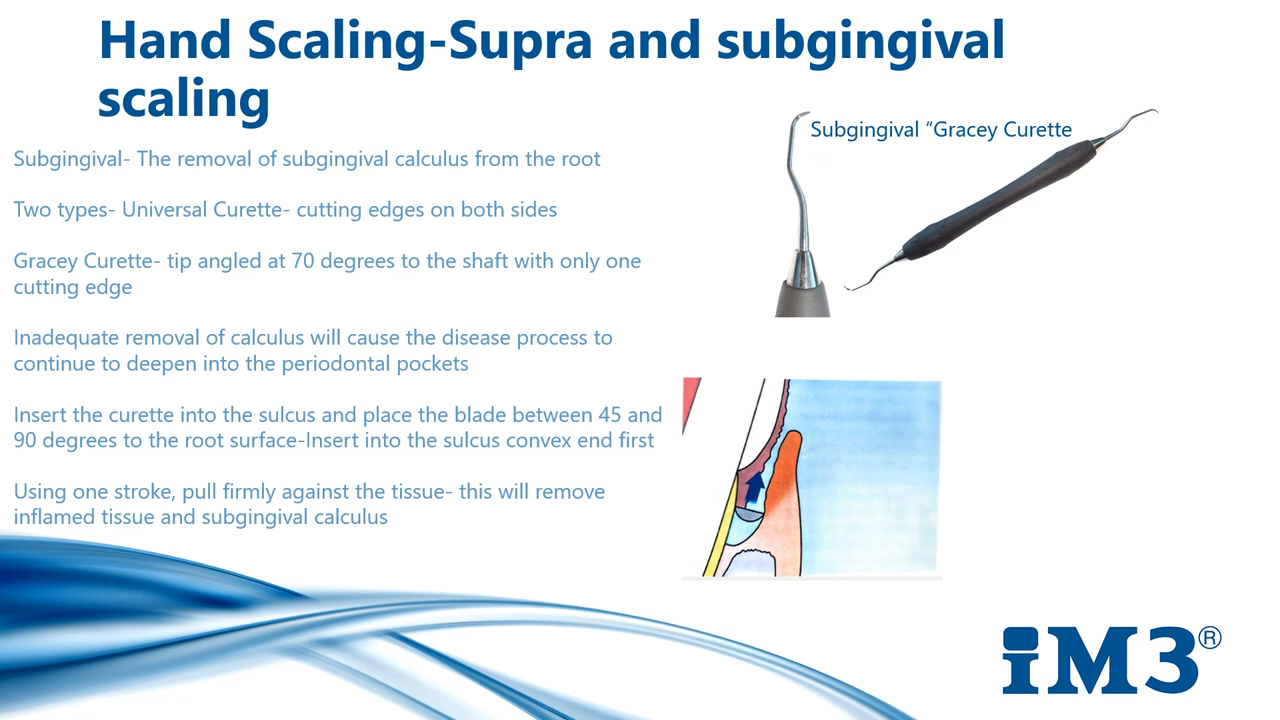 Hand Scaling-Supra and subgingival
scaling
Subgingival “Gracey Curette
Subgingival- The removal of subgingival calculus from the root
Two types- Universal Curette- cutting edges on both sides
Gracey Curette- tip angled at 70 degrees to the shaft with only one
cutting edge
Inadequate removal of calculus will cause the disease process to
continue to deepen into the periodontal pockets
Insert the curette into the sulcus and place the blade between 45 and
90 degrees to the root surface-Insert into the sulcus convex end first
Using one stroke, pull firmly against the tissue- this will remove
inflamed tissue and subgingival calculus
iM3®